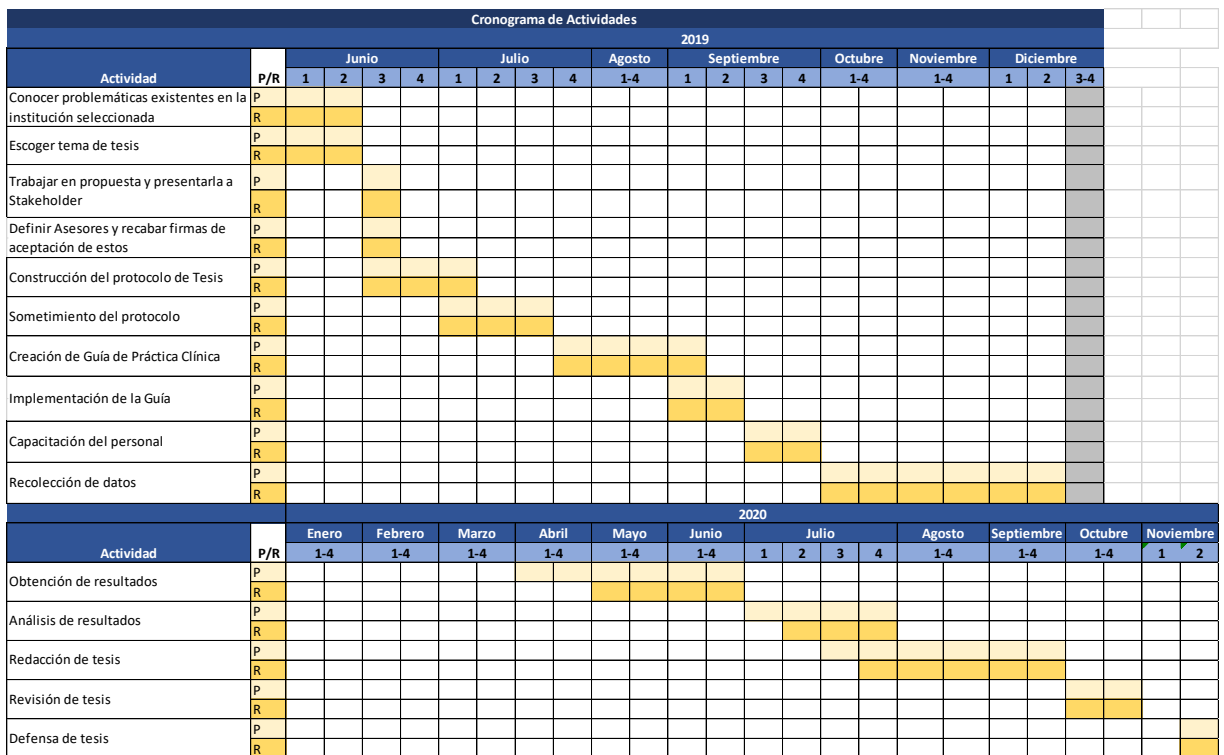 Cronograma de Actividades
2019
Junio Julio Agosto Septiembre Octubre Noviembre Diciembre
Actividad P/R 1 2 3 4 1 2 3 4 1-4 1 2 3 4 1-4 1-4 1 2 3-4
Conocer problemáticas existentes en la P
institución seleccionada R
Escoger tema de tesis P
R
Trabajar en propuesta y presentarla a P
Stakeholder R
Definir Asesores y recabar firmas de P
aceptación de estos R
Construcción del protocolo de Tesis P
R
Sometimiento del protocolo P
R
Creación de Guía de Práctica Clínica P
R
Implementación de la Guía P
R
Capacitación del personal P
R
Recolección de datos P
R
2020
Enero Febrero Marzo Abril Mayo Junio Julio Agosto Septiembre Octubre Noviembre
Actividad P/R 1-4 1-4 1-4 1-4 1-4 1-4 1 2 3 4 1-4 1-4 1-4 1 2
Obtención de resultados P
R
Análisis de resultados P
R
Redacción de tesis P
R
Revisión de tesis P
R
Defensa de tesis P
R